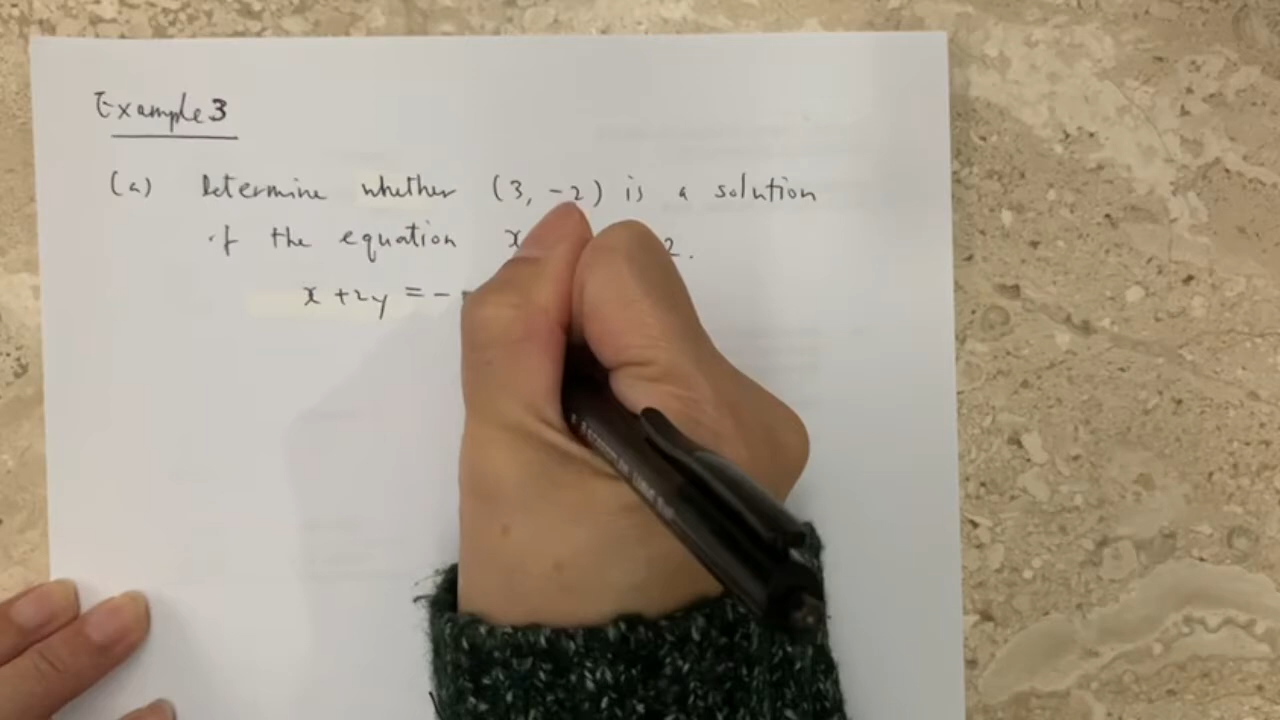 Example 3
(a) Determine whether (3, -2) is a solution
of the equation x 2.
x + 2y = -